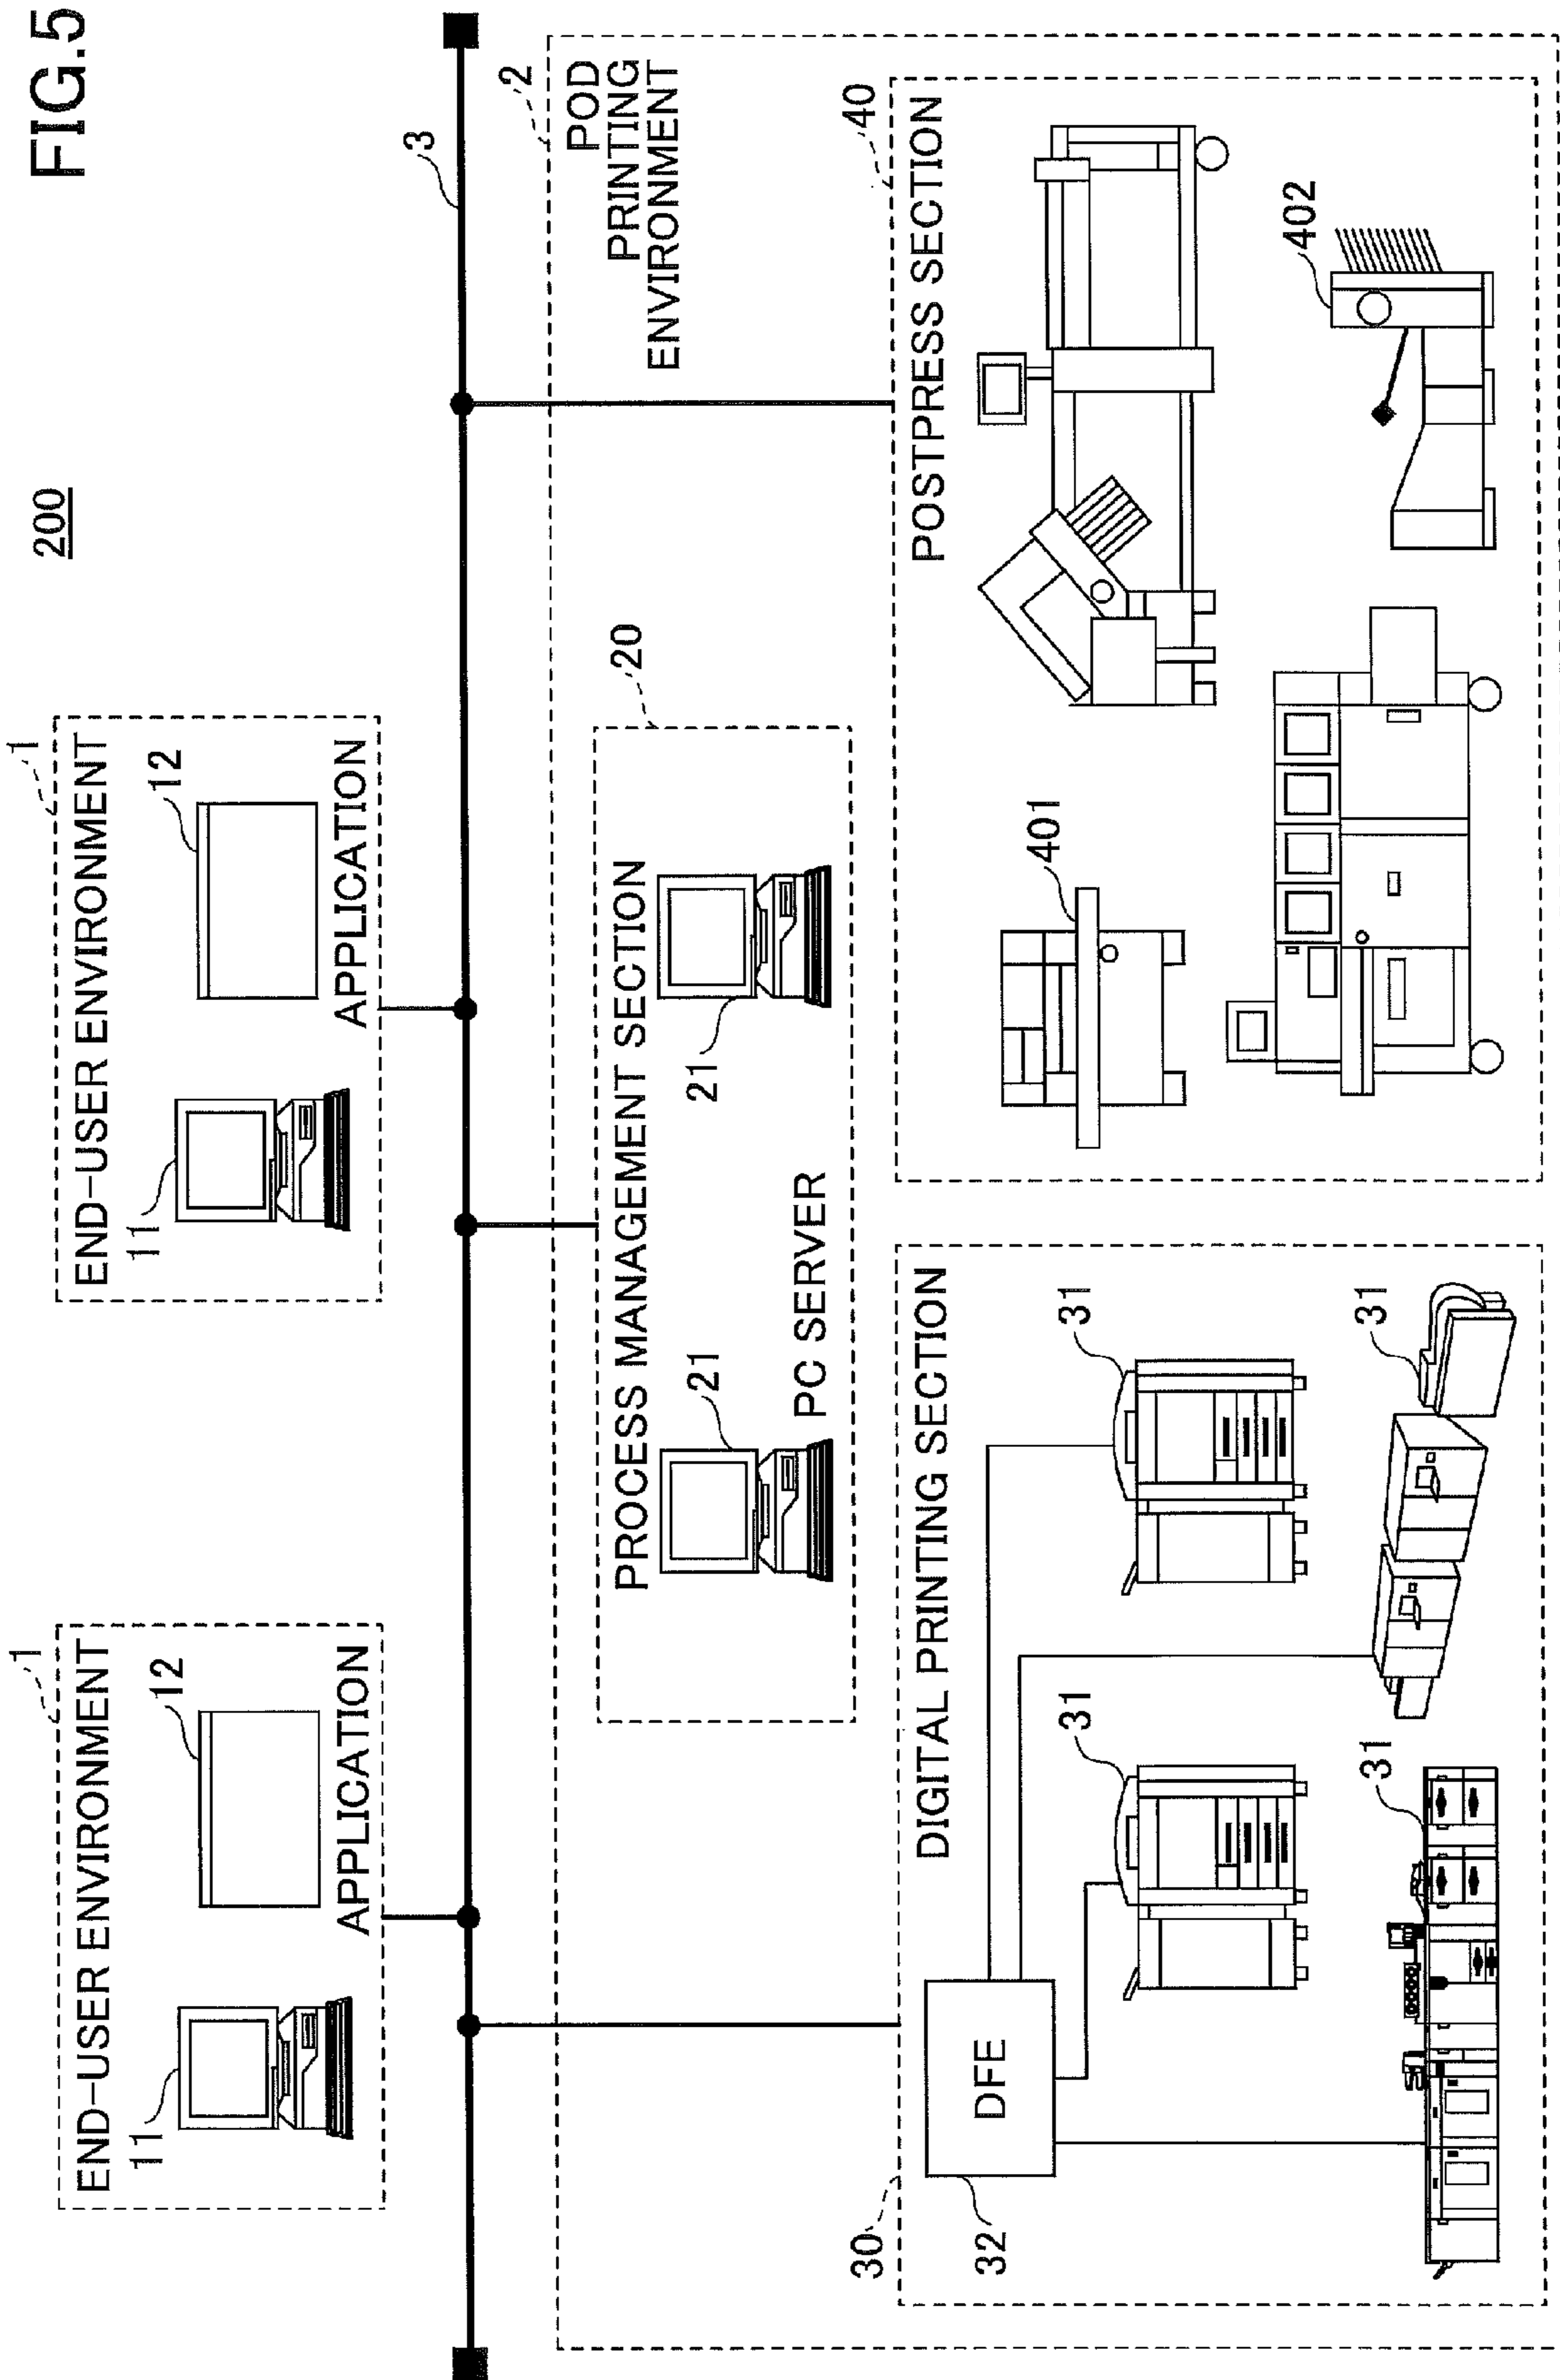 FIG.5
200
1
END-USER ENVIRONMENT
11
12
APPLICATION
1
END-USER ENVIRONMENT
11
12
APPLICATION
3
2
POD
PRINTING
ENVIRONMENT
20
PROCESS MANAGEMENT SECTION
21
21
PC SERVER
30
DIGITAL PRINTING SECTION
32
DFE
31
31
31
31
40
POSTPRESS SECTION
401
402